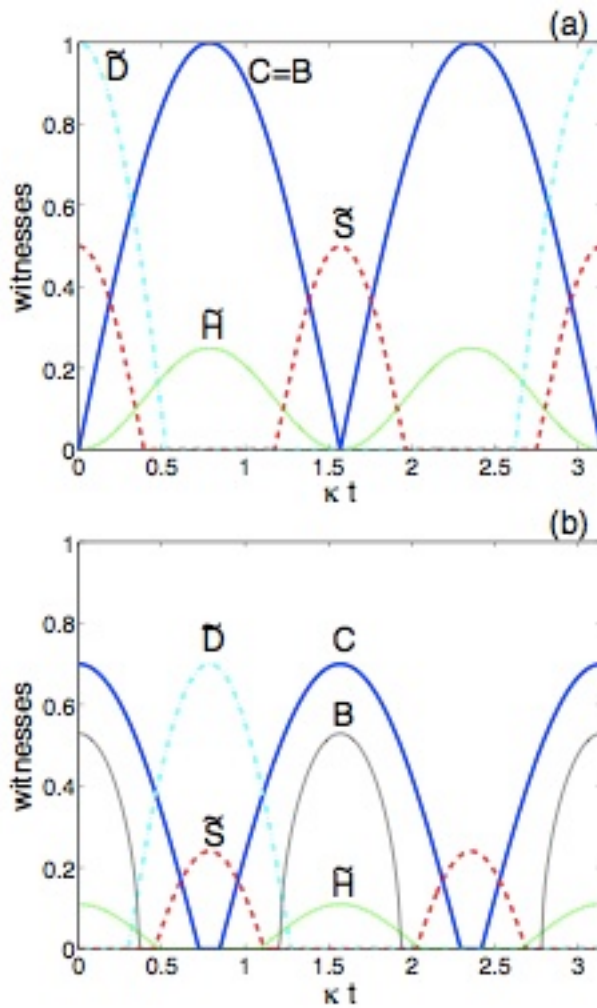 (a)
1
D̃
C=B
0.8
0.6
S̃
witnesses
0.4
H̃
0.2
0
0 0.5 1 1.5 2 2.5 3
κ t
(b)
1
0.8
D̃ C
0.6
B
witnesses
0.4
S̃
0.2
H̃
0
0 0.5 1 1.5 2 2.5 3
κ t